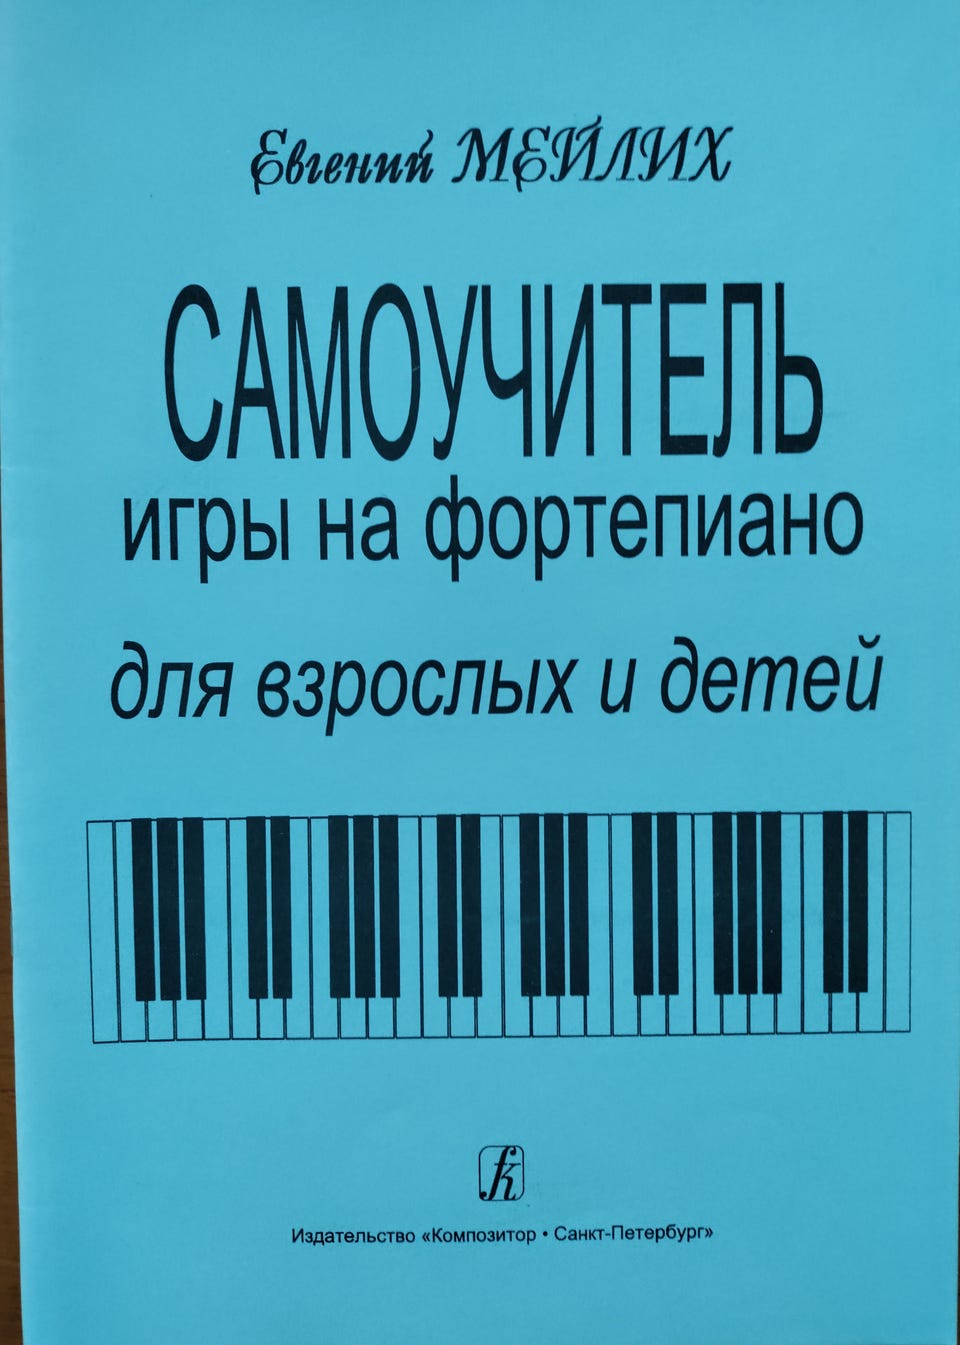 Евгений МЕЙЛИХ
САМОУЧИТЕЛЬ
игры на фортепиано
для взрослых и детей
Издательство «Композитор • Санкт-Петербург»